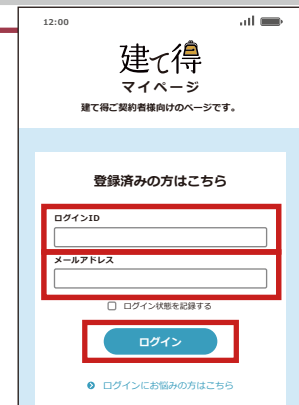 12:00
建て得
マイページ
建て得ご契約者様向けのページです。
登録済みの方はこちら
ログインID
メールアドレス
ログイン状態を記録する
ログイン
ログインにお悩みの方はこちら